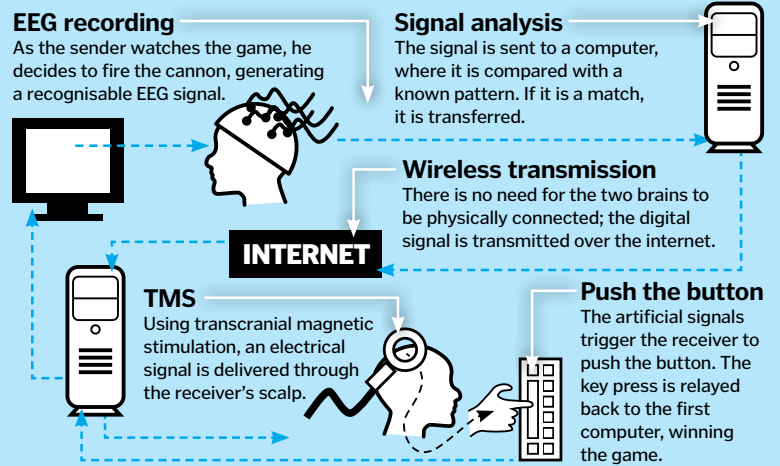 EEG recording
As the sender watches the game, he
decides to fire the cannon, generating
a recognisable EEG signal.
Signal analysis
The signal is sent to a computer,
where it is compared with a
known pattern. If it is a match,
it is transferred.
Wireless transmission
There is no need for the two brains to
be physically connected; the digital
signal is transmitted over the internet.
INTERNET
TMS
Using transcranial magnetic
stimulation, an electrical
signal is delivered through
the receiver's scalp.
Push the button
The artificial signals
trigger the receiver to
push the button. The
key press is relayed
back to the first
computer, winning
the game.